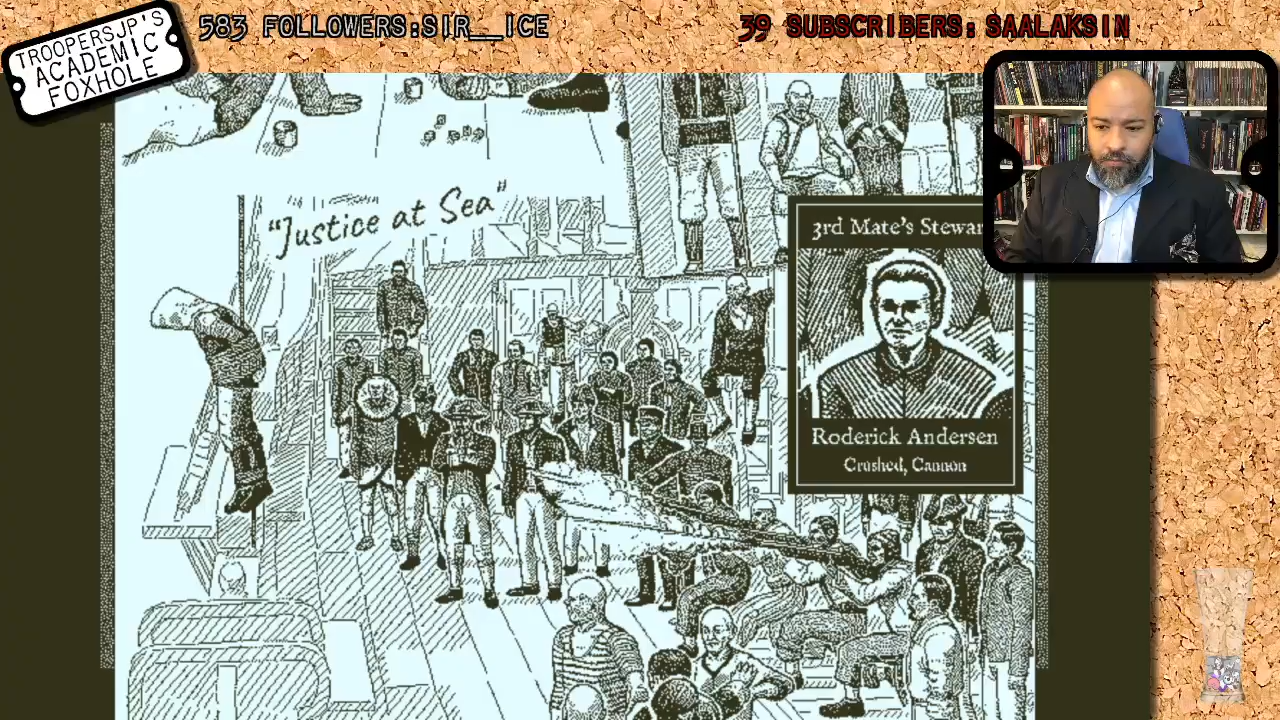 TROOPERSJP'S
ACADEMIC
FOXHOLE
583 FOLLOWERS:SIR__ICE
39 SUBSCRIBERS: SAALAKSIN
"Justice at Sea"
3rd Mate's Stewar
Roderick Andersen
Crushed, Cannon